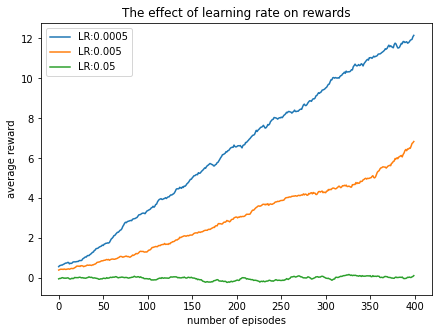 The effect of learning rate on rewards
LR:0.0005
LR:0.005
LR:0.05
average reward
12
10
8
6
4
2
0
0 50 100 150 200 250 300 350 400
number of episodes